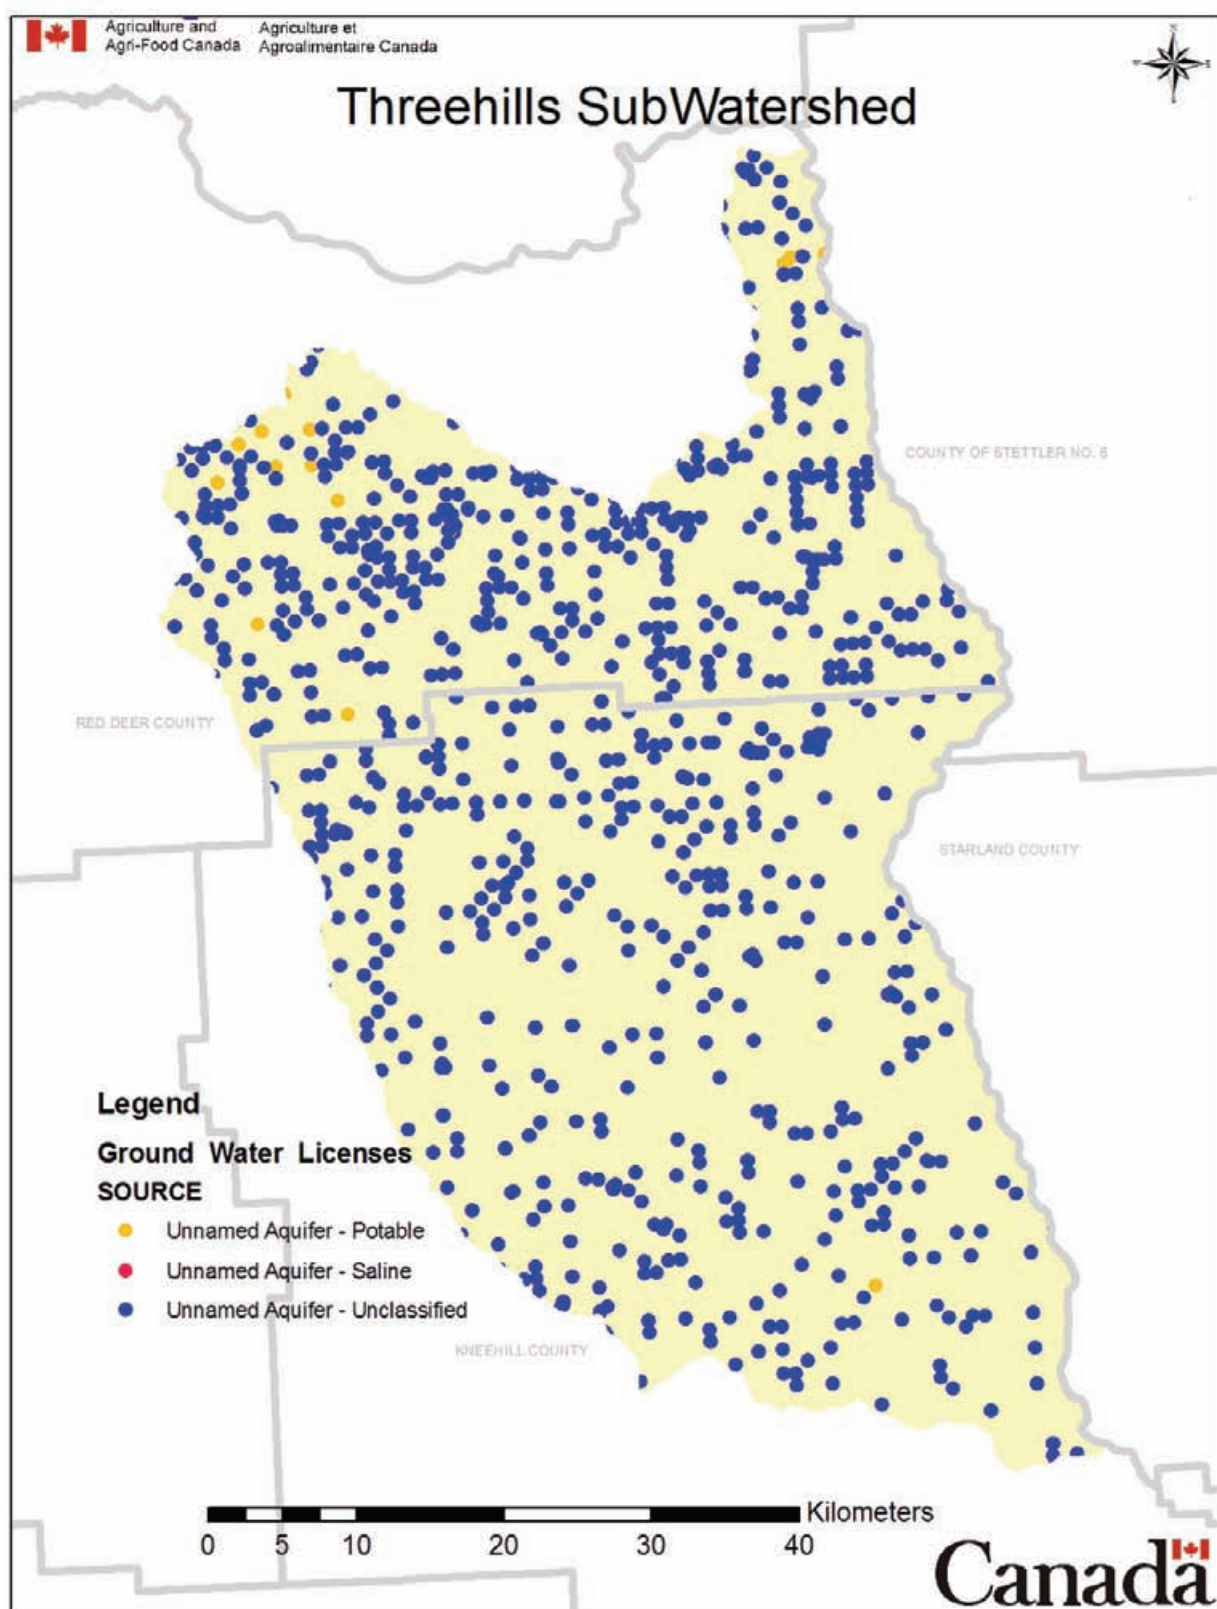 Agriculture and
Agri-Food Canada
Agriculture et
Agroalimentaire Canada
Threehills SubWatershed
COUNTY OF STETTLER NO. 6
RED DEER COUNTY
STARLAND COUNTY
Legend
Ground Water Licenses
SOURCE
Unnamed Aquifer - Potable
Unnamed Aquifer - Saline
Unnamed Aquifer - Unclassified
KNEEHILL COUNTY
Kilometers
0 5 10 20 30 40
Canada